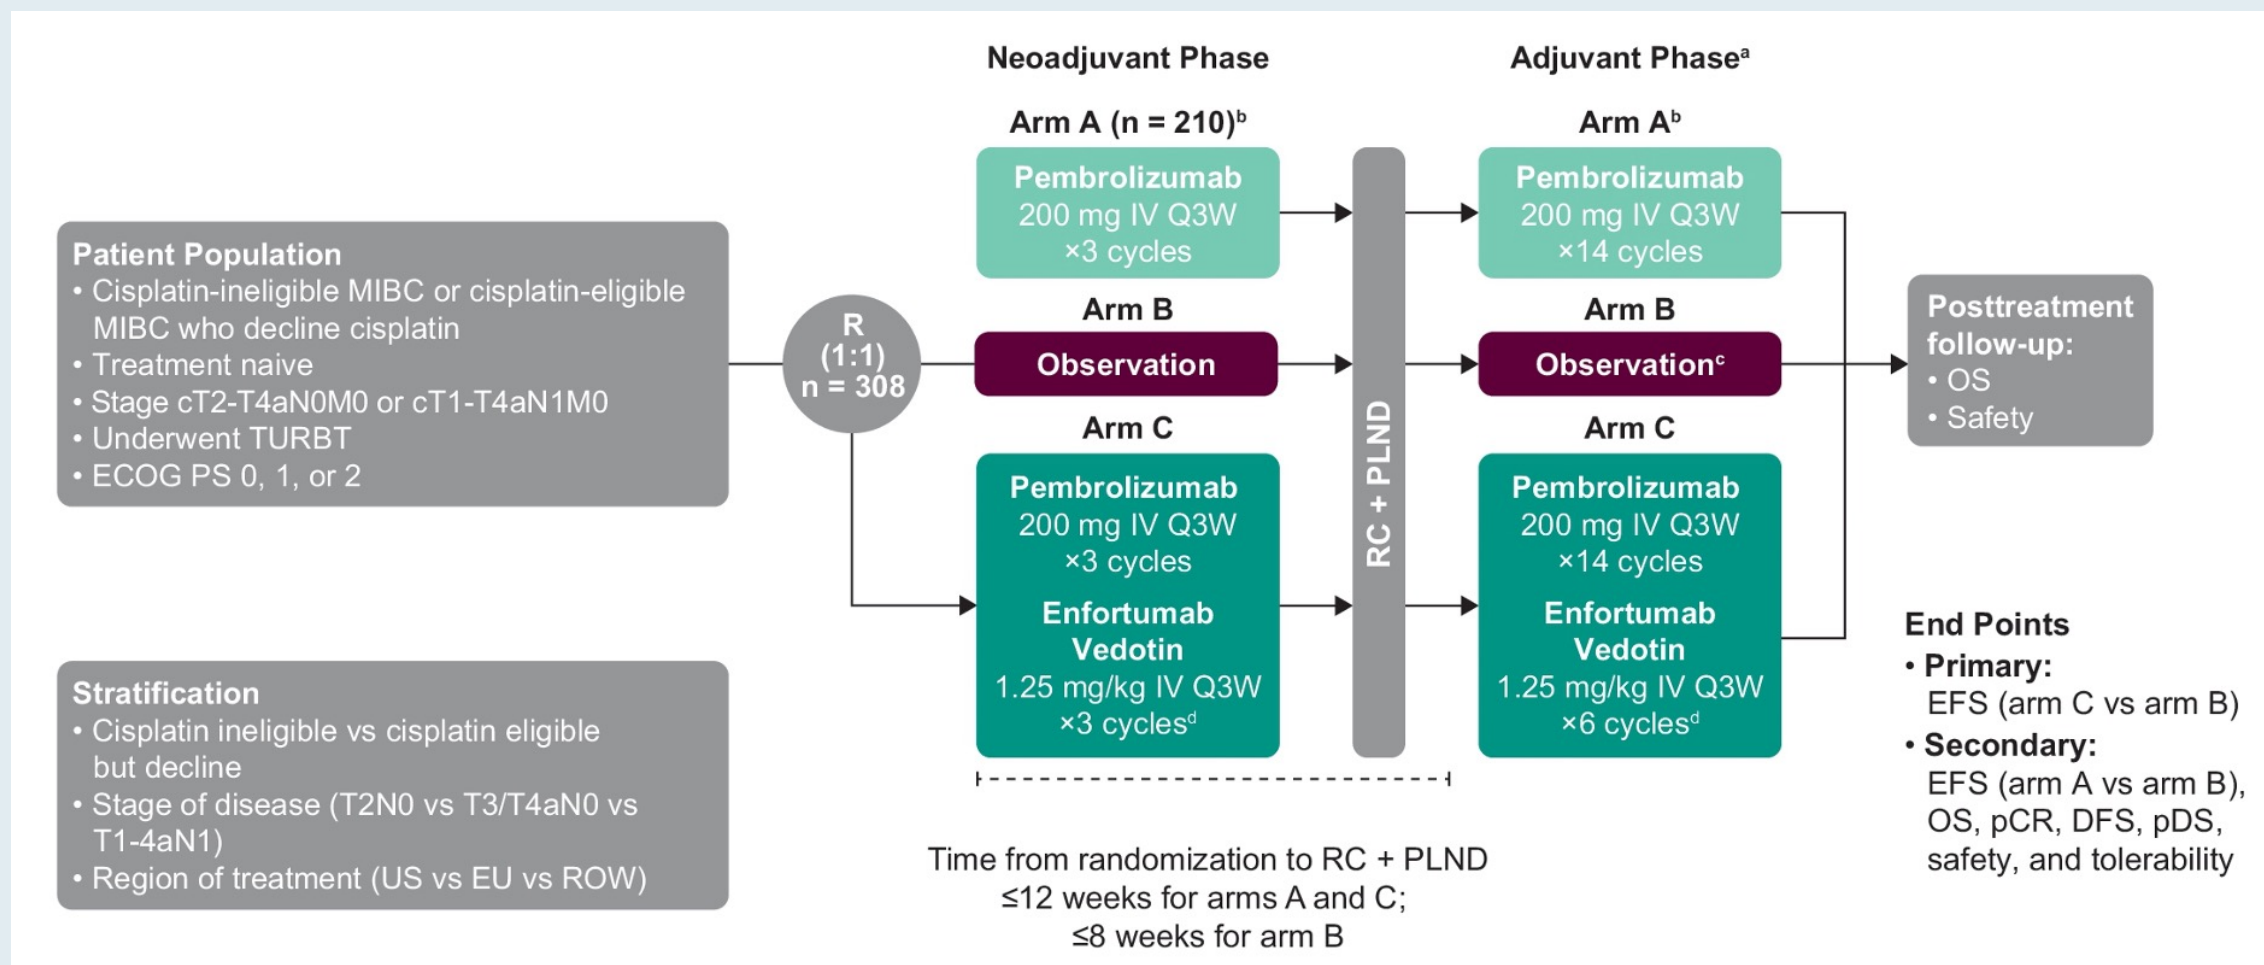 Neoadjuvant Phase
Adjuvant Phaseᵃ
Patient Population
• Cisplatin-ineligible MIBC or cisplatin-eligible
MIBC who decline cisplatin
• Treatment naive
• Stage cT2-T4aN0M0 or cT1-T4aN1M0
• Underwent TURBT
• ECOG PS 0, 1, or 2
Stratification
• Cisplatin ineligible vs cisplatin eligible
but decline
• Stage of disease (T2N0 vs T3/T4aN0 vs
T1-4aN1)
• Region of treatment (US vs EU vs ROW)
R
(1:1)
n = 308
Arm A (n = 210)ᵇ
Pembrolizumab
200 mg IV Q3W
×3 cycles
Arm B
Observation
Arm C
Pembrolizumab
200 mg IV Q3W
×3 cycles
Enfortumab
Vedotin
1.25 mg/kg IV Q3W
×3 cyclesᵈ
RC + PLND
Arm Aᵇ
Pembrolizumab
200 mg IV Q3W
×14 cycles
Arm B
Observationᶜ
Arm C
Pembrolizumab
200 mg IV Q3W
×14 cycles
Enfortumab
Vedotin
1.25 mg/kg IV Q3W
×6 cyclesᵈ
Time from randomization to RC + PLND
≤12 weeks for arms A and C;
≤8 weeks for arm B
Posttreatment
follow-up:
• OS
• Safety
End Points
• Primary:
EFS (arm C vs arm B)
• Secondary:
EFS (arm A vs arm B),
OS, pCR, DFS, pDS,
safety, and tolerability